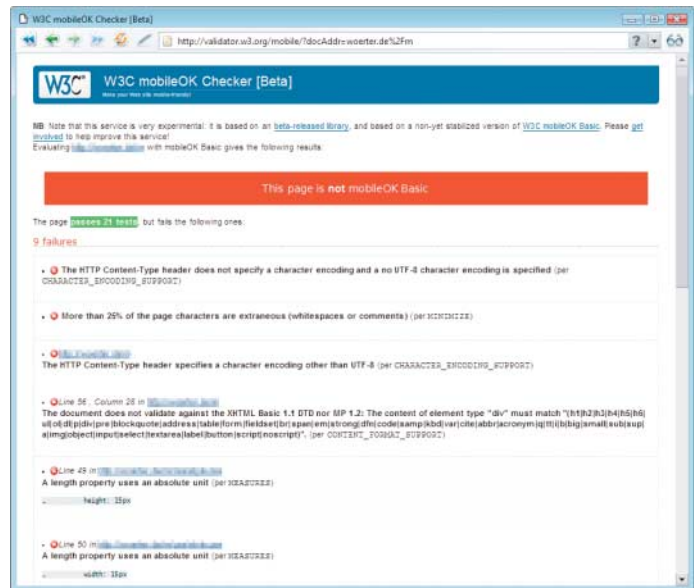 W3C mobileOK Checker [Beta]
http://validator.w3.org/mobile/?docAddr=woerter.de%2Fm
?
W3C
W3C mobileOK Checker [Beta]
Make your Web site mobile-friendly!
NB Note that this service is very experimental: it is based on an beta-released library, and based on a non-yet stabilized version of W3C mobileOK Basic. Please get
involved to help improve this service!
Evaluating with mobileOK Basic gives the following results:
This page is not mobileOK Basic
The page passes 21 tests, but fails the following ones:
9 failures
The HTTP Content-Type header does not specify a character encoding and a no UTF-8 character encoding is specified (per
CHARACTER_ENCODING_SUPPORT)
More than 25% of the page characters are extraneous (whitespaces or comments) (per MINIMIZE)
The HTTP Content-Type header specifies a character encoding other than UTF-8 (per CHARACTER_ENCODING_SUPPORT)
Line 56, Column 26 in
The document does not validate against the XHTML Basic 1.1 DTD nor MP 1.2: The content of element type "div" must match "(h1|h2|h3|h4|h5|h6|
ul|ol|dl|p|div|pre|blockquote|address|table|form|fieldset|br|span|em|strong|dfn|code|samp|kbd|var|cite|abbr|acronym|q|tt|i|b|big|small|sub|sup|
a|img|object|input|select|textarea|label|button|script|noscript)". (per CONTENT_FORMAT_SUPPORT)
Line 49 in
A length property uses an absolute unit (per MEASURES)
height: 15px
Line 50 in
A length property uses an absolute unit (per MEASURES)
width: 15px